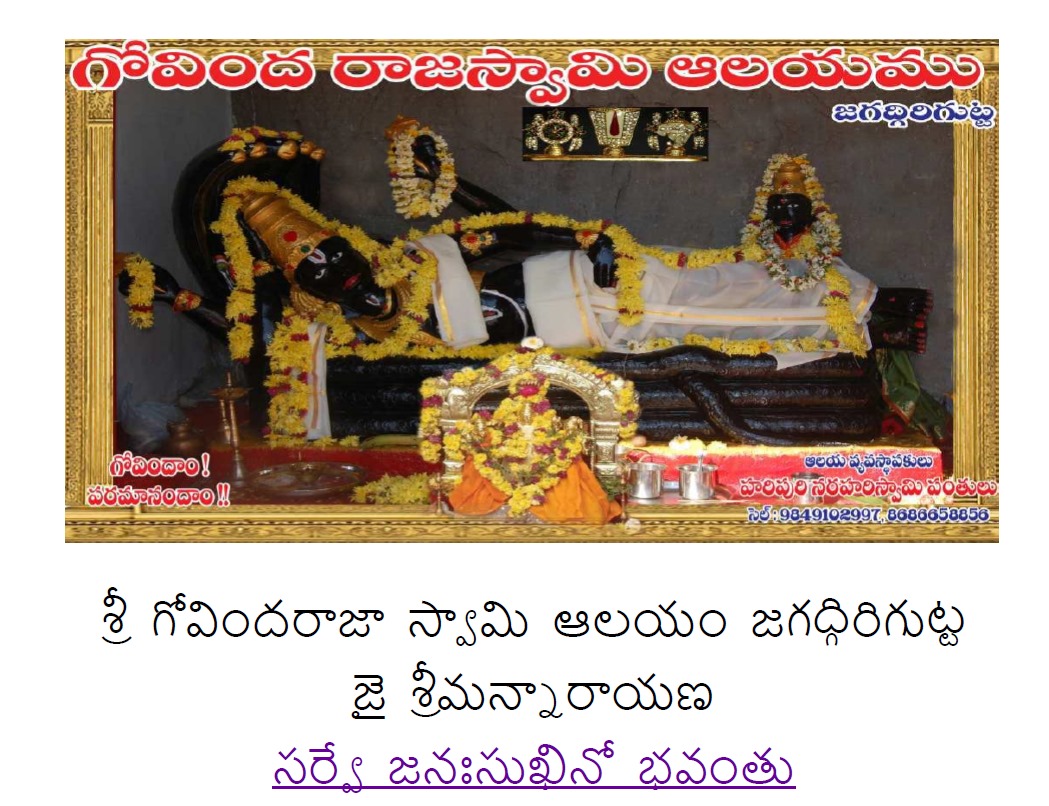 గోవింద రాజస్వామి ఆలయము
జగద్గిరిగుట్ట
గోవిందాం!
పరమానందాం!!
ఆలయ వ్యవస్థాపకులు
హరిపురి నరహరిస్వామి పంతులు
సెల్ : 9849102997, 8686658856
శ్రీ గోవిందరాజా స్వామి ఆలయం జగద్గిరిగుట్ట
జై శ్రీమన్నారాయణ
సర్వే జనఃసుఖినో భవంతు